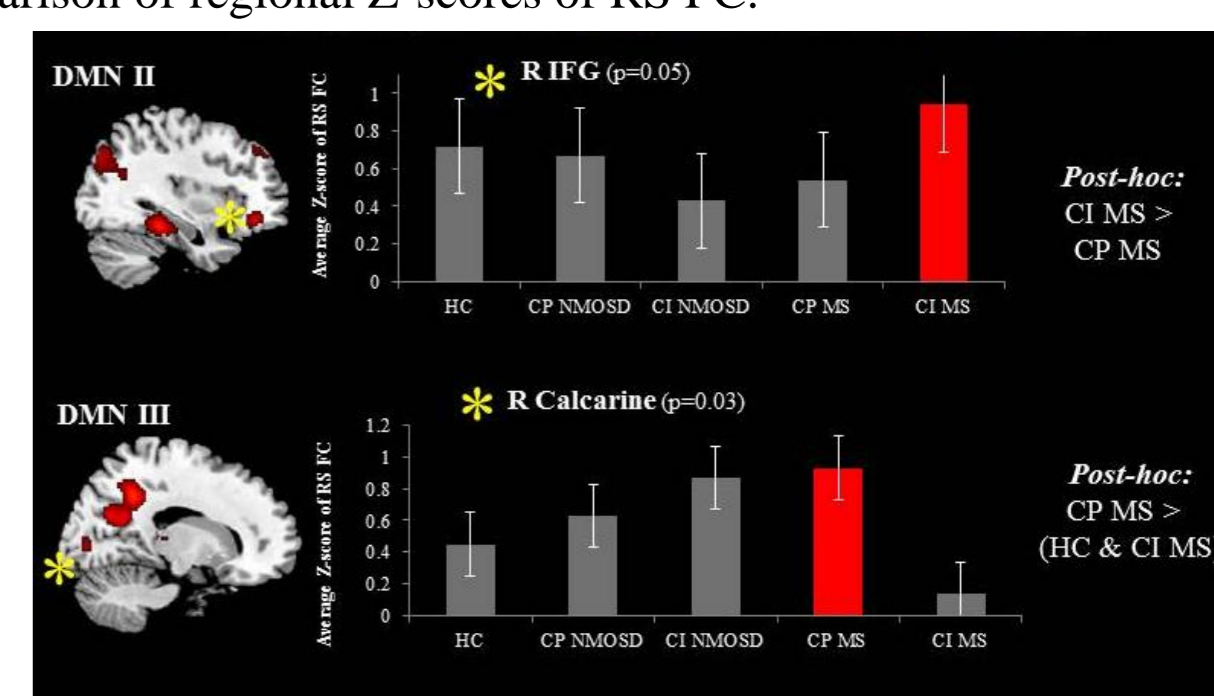 arison of regional Z-scores of RS FC.
DMN II
* R IFG (p=0.05)
Average Z-score of RS FC
1
0.8
0.6
0.4
0.2
0
HC CP NMOSD CI NMOSD CP MS CI MS
Post-hoc:
CI MS >
CP MS
DMN III
* R Calcarine (p=0.03)
Average Z-score of RS FC
1.2
1
0.8
0.6
0.4
0.2
0
HC CP NMOSD CI NMOSD CP MS CI MS
Post-hoc:
CP MS >
(HC & CI MS)